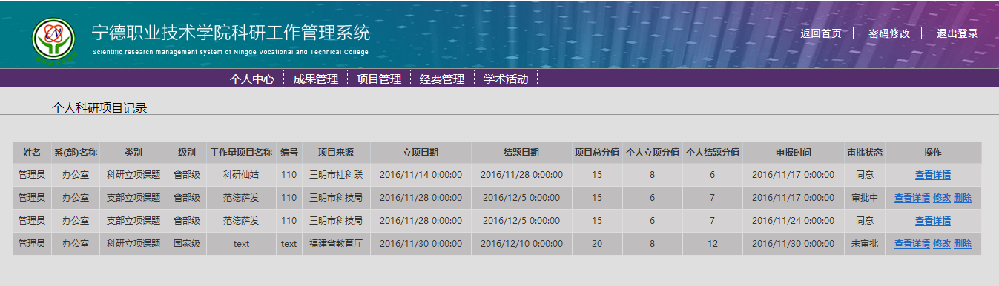 宁德职业技术学院科研工作管理系统
Scientific research management system of Ningde Vocational and Technical College
返回首页 密码修改 退出登录
个人中心 成果管理 项目管理 经费管理 学术活动
个人科研项目记录
姓名 系(部)名称 类别 级别 工作量项目名称 编号 项目来源 立项日期 结题日期 项目总分值 个人立项分值 个人结题分值 申报时间 审批状态 操作
管理员 办公室 科研立项课题 省部级 科研仙姑 110 三明市社科联 2016/11/14 0:00:00 2016/11/28 0:00:00 15 8 6 2016/11/17 0:00:00 同意 查看详情
管理员 办公室 支部立项课题 省部级 范德萨发 110 三明市科技局 2016/11/28 0:00:00 2016/12/5 0:00:00 15 6 7 2016/11/17 0:00:00 审批中 查看详情 修改 删除
管理员 办公室 支部立项课题 省部级 范德萨发 110 三明市科技局 2016/11/28 0:00:00 2016/12/5 0:00:00 15 6 7 2016/11/24 0:00:00 同意 查看详情
管理员 办公室 科研立项课题 国家级 text text 福建省教育厅 2016/11/30 0:00:00 2016/12/10 0:00:00 20 8 12 2016/11/30 0:00:00 未审批 查看详情 修改 删除